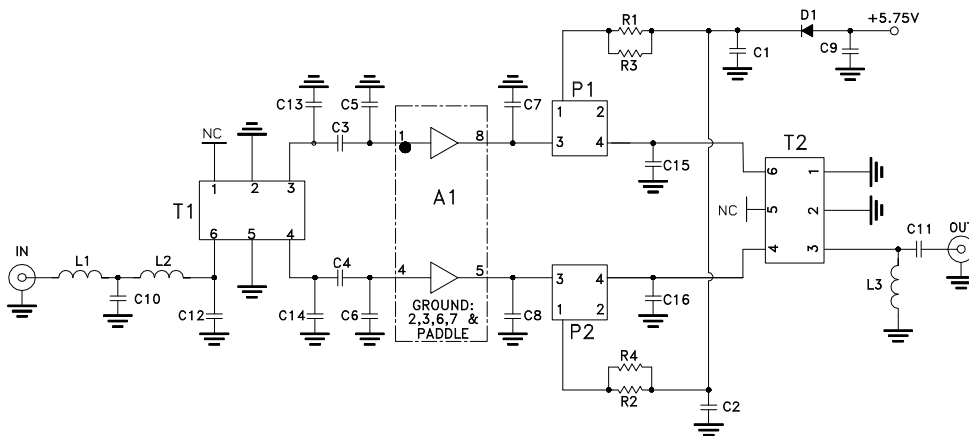 R1
D1
+5.75V
R3
C1
C9
P1
1 2
3 4
C13
C5
C7
C3
NC
1 8
A1
C15
T2
6 1
5 2
4 3
NC
T1
1 2 3
6 5 4
IN
L1
L2
C10
C12
C4
C14
C6
4 5
GROUND:
2,3,6,7 &
PADDLE
C8
3 4
1 2
P2
C16
C11
OUT
L3
R4
R2
C2